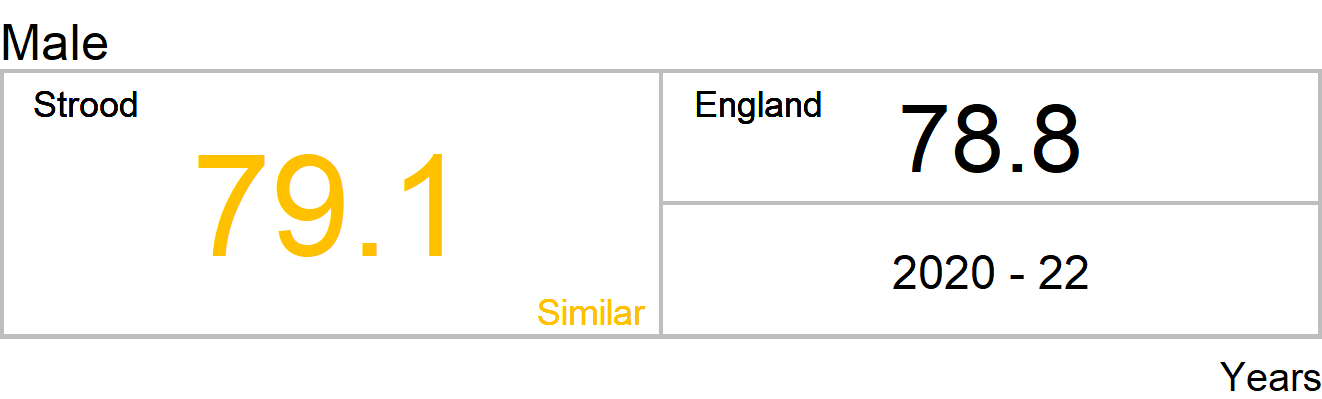 Male
Strood
79.1
Similar
England
78.8
2020 - 22
Years